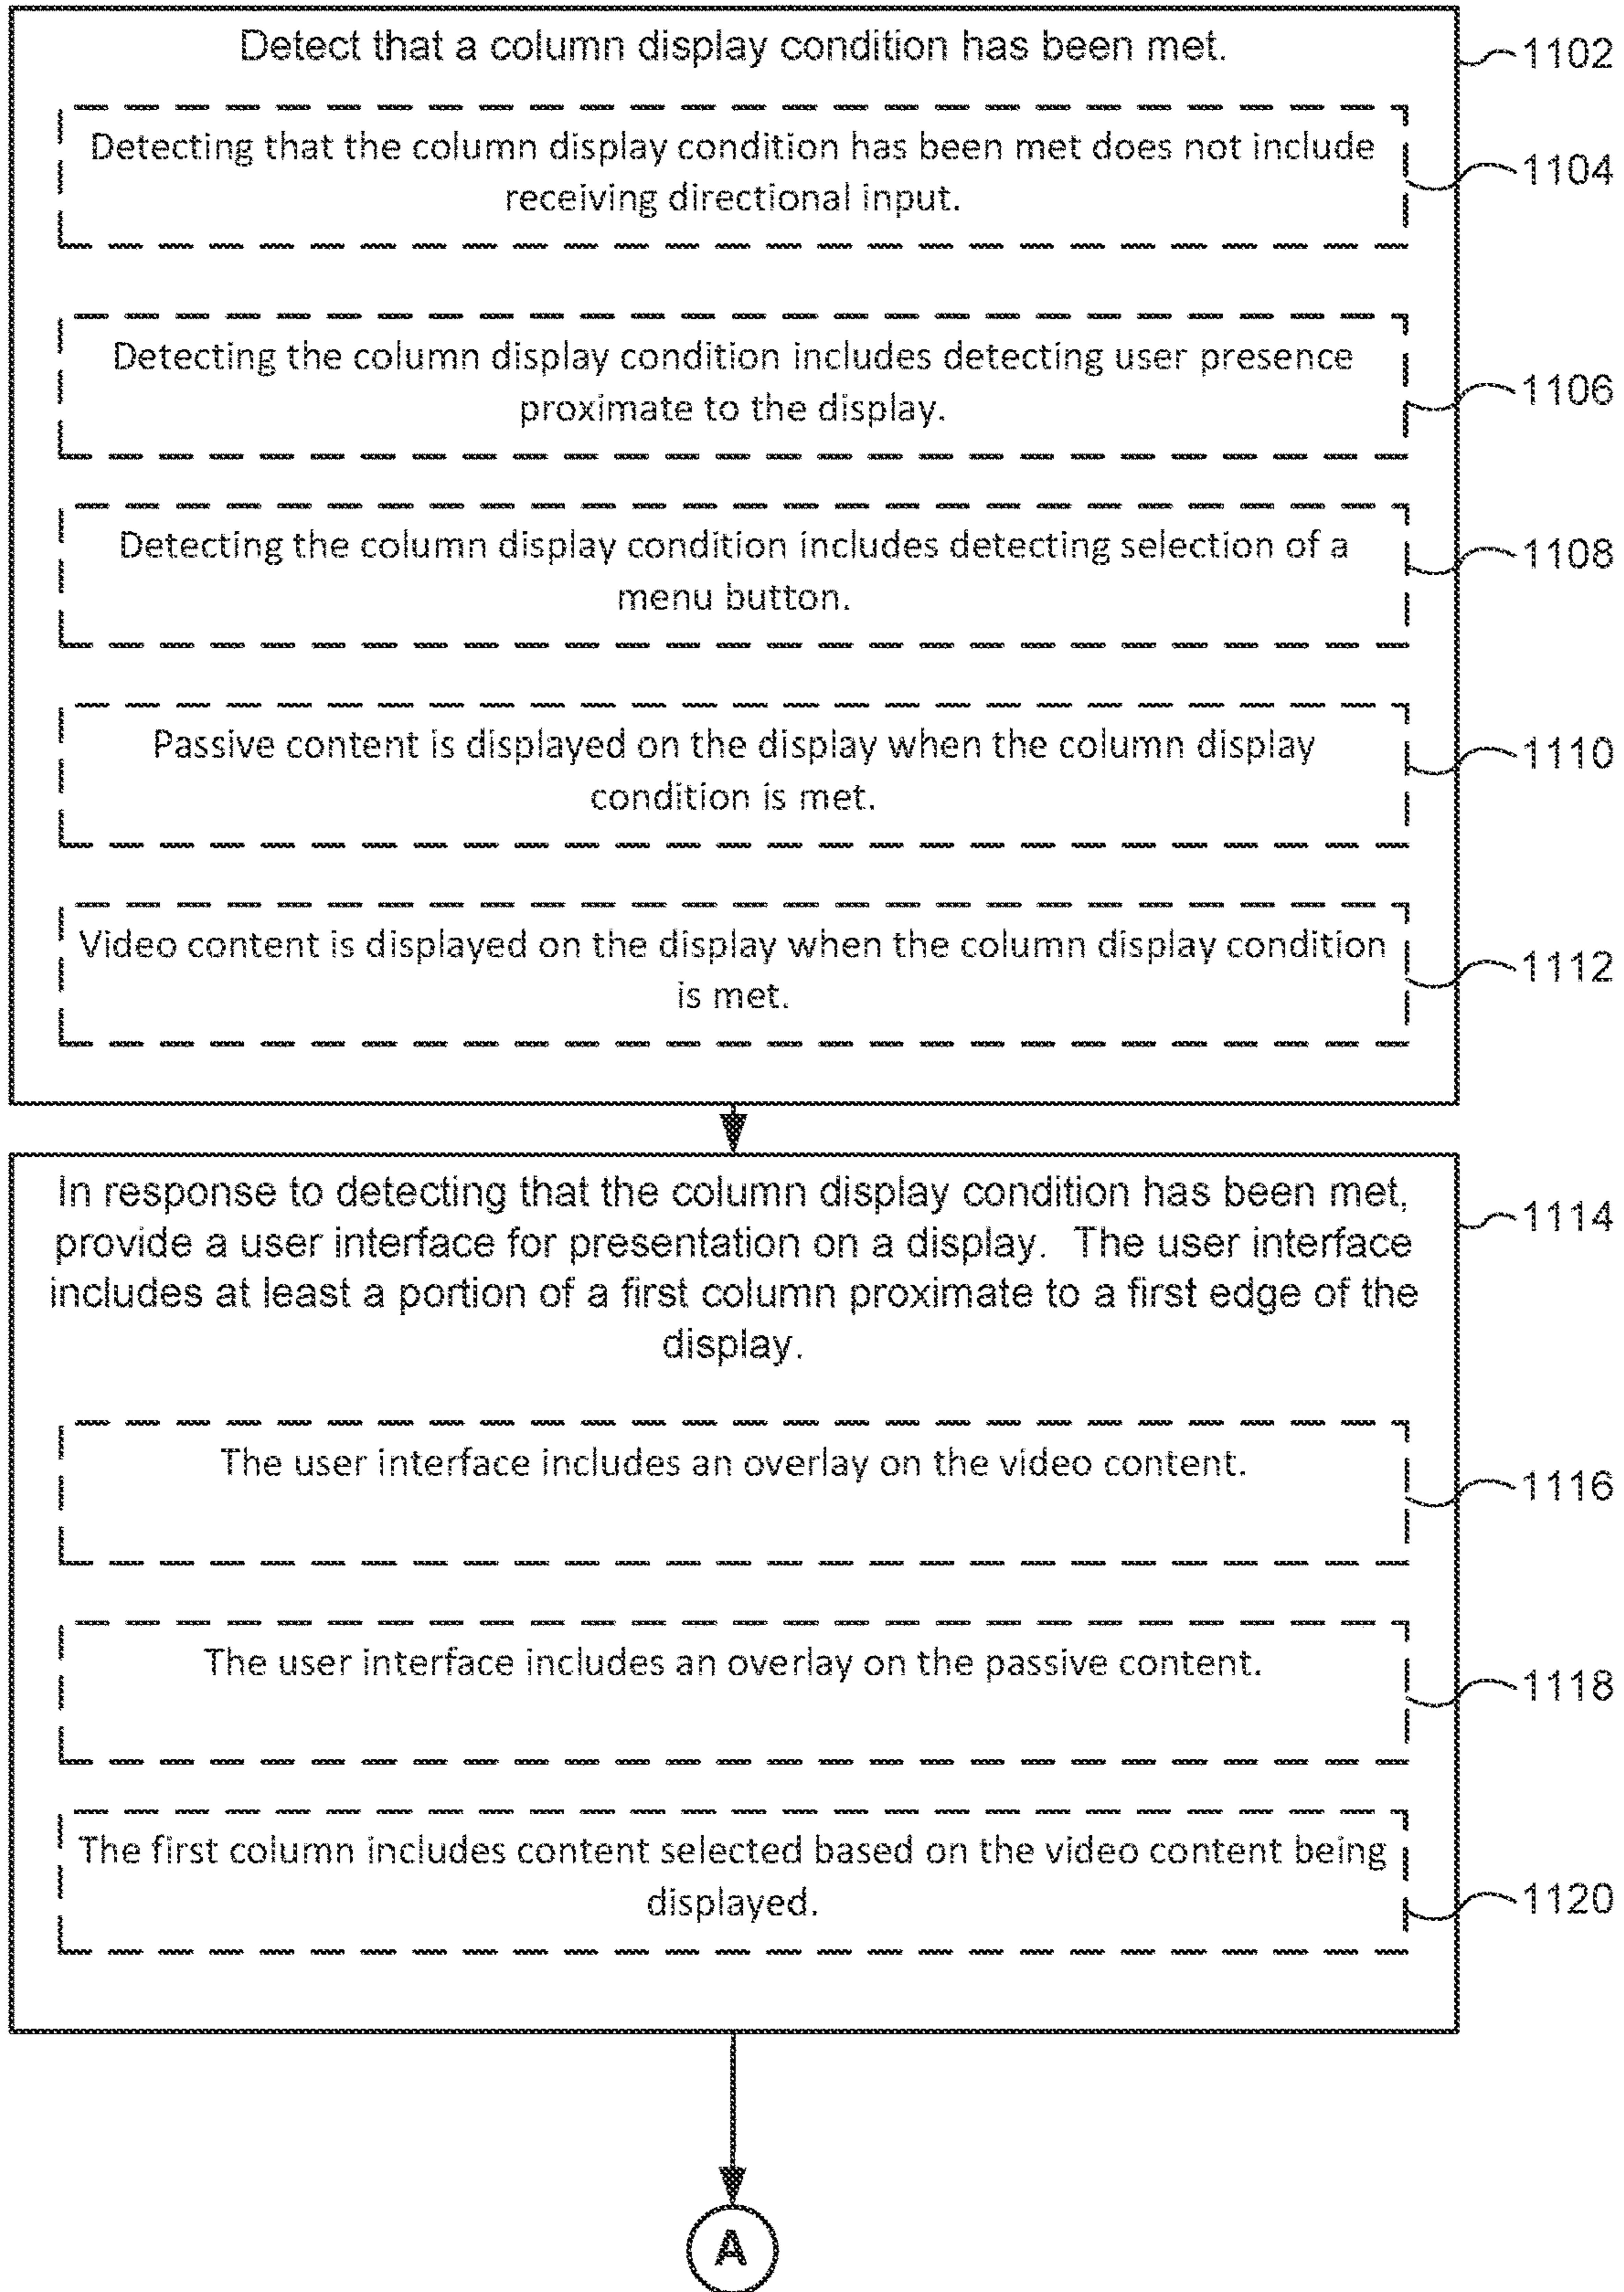 Detect that a column display condition has been met.
1102
Detecting that the column display condition has been met does not include
receiving directional input.
1104
Detecting the column display condition includes detecting user presence
proximate to the display.
1106
Detecting the column display condition includes detecting selection of a
menu button.
1108
Passive content is displayed on the display when the column display
condition is met.
1110
Video content is displayed on the display when the column display condition
is met.
1112
In response to detecting that the column display condition has been met,
provide a user interface for presentation on a display.  The user interface
includes at least a portion of a first column proximate to a first edge of the
display.
1114
The user interface includes an overlay on the video content.
1116
The user interface includes an overlay on the passive content.
1118
The first column includes content selected based on the video content being
displayed.
1120
A